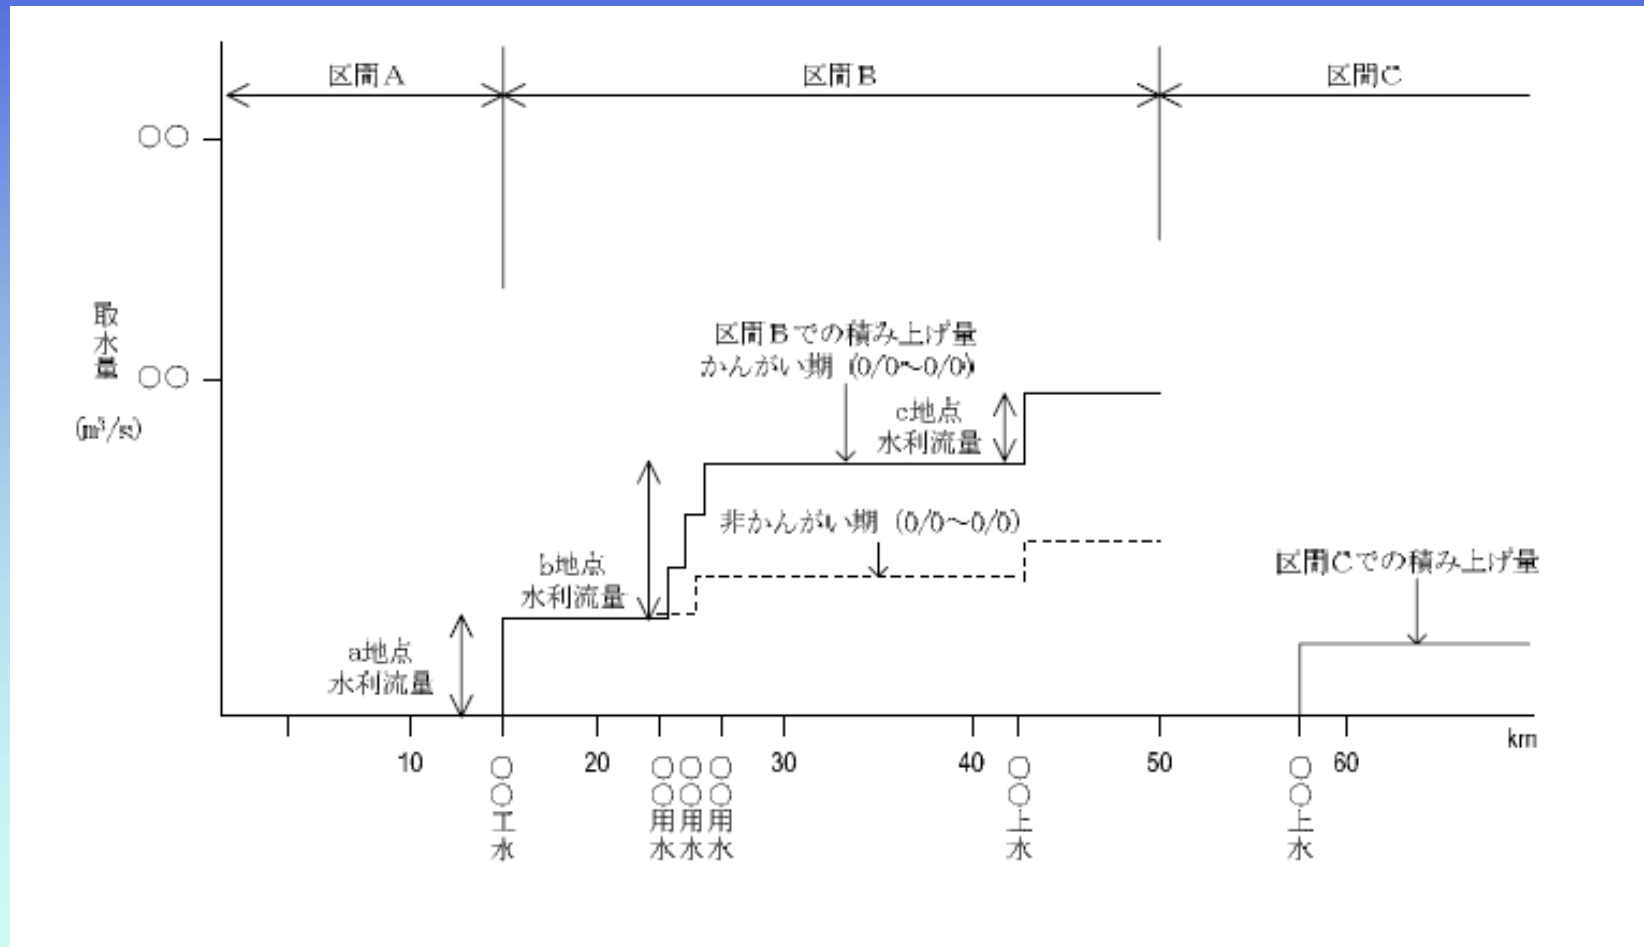 区間A
区間B
区間C
○○
取水量
(m³/s)
○○
区間Bでの積み上げ量
かんがい期 (0/0～0/0)
c地点
水利流量
非かんがい期 (0/0～0/0)
b地点
水利流量
区間Cでの積み上げ量
a地点
水利流量
km
10
20
30
40
50
60
○○工水
○○用水
○○用水
○○用水
○○上水
○○上水